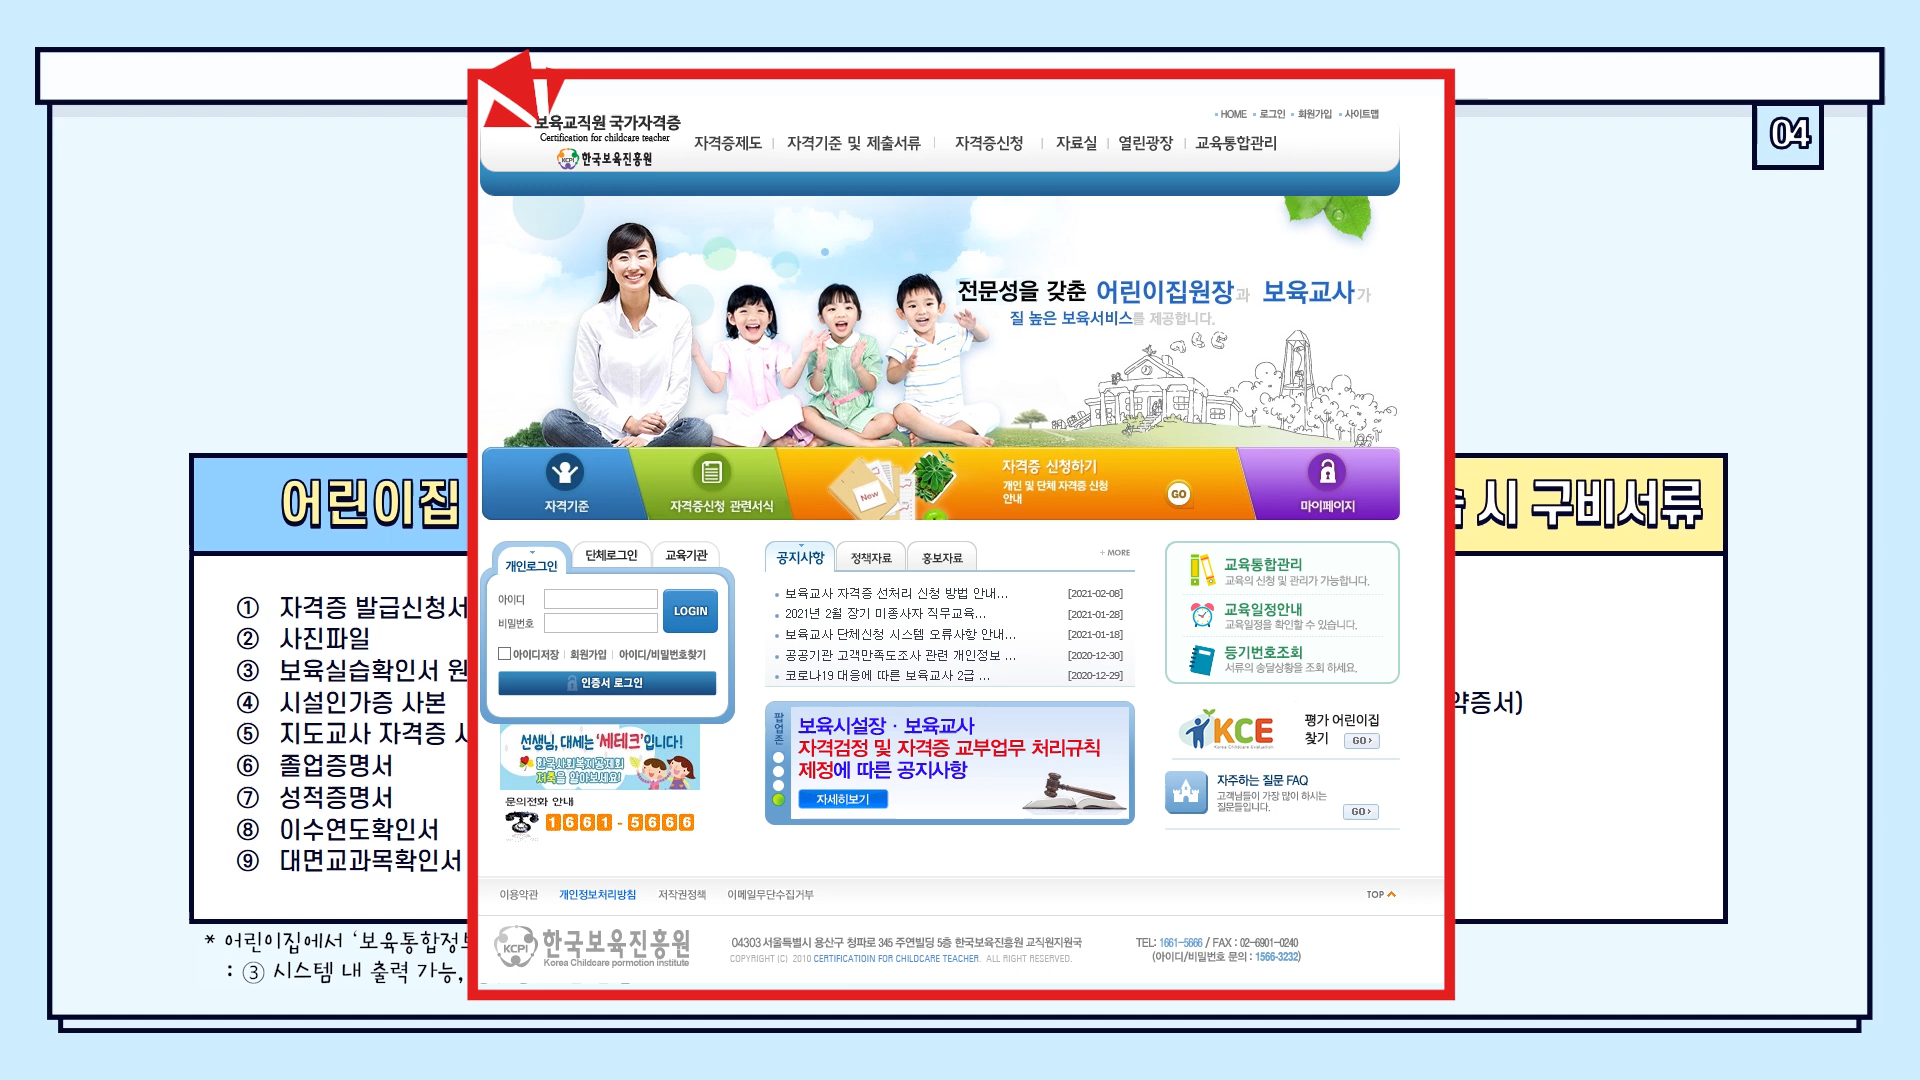 04
보육교직원 국가자격증
Certification for childcare teacher
KCPI 한국보육진흥원
HOME 로그인 회원가입 사이트맵
자격증제도 자격기준 및 제출서류 자격증신청 자료실 열린광장 교육통합관리
전문성을 갖춘 어린이집원장과 보육교사가
질 높은 보육서비스를 제공합니다.
자격기준
자격증신청 관련서식
New
자격증 신청하기
개인 및 단체 자격증 신청
안내
GO
마이페이지
개인로그인 단체로그인 교육기관
아이디
비밀번호
LOGIN
아이디저장 회원가입 아이디/비밀번호찾기
인증서 로그인
선생님, 대세는 '세테크'입니다!
한국사회복지공제회
저축을 알아보세요!
문의전화 안내
1661-5666
공지사항 정책자료 홍보자료 + MORE
보육교사 자격증 선처리 신청 방법 안내... [2021-02-08]
2021년 2월 장기 미종사자 직무교육... [2021-01-28]
보육교사 단체신청 시스템 오류사항 안내... [2021-01-18]
공공기관 고객만족도조사 관련 개인정보 ... [2020-12-30]
코로나19 대응에 따른 보육교사 2급 ... [2020-12-29]
팝업존
보육시설장 · 보육교사
자격검정 및 자격증 교부업무 처리규칙
제정에 따른 공지사항
자세히보기
교육통합관리
교육의 신청 및 관리가 가능합니다.
교육일정안내
교육일정을 확인할 수 있습니다.
등기번호조회
서류의 송달상황을 조회 하세요.
KCE
Korea Childcare Evaluation
평가 어린이집
찾기 GO
자주하는 질문 FAQ
고객님들이 가장 많이 하시는
질문들입니다.
GO
이용약관 개인정보처리방침 저작권정책 이메일무단수집거부 TOP
KCPI 한국보육진흥원
Korea Childcare pormotion institute
04303 서울특별시 용산구 청파로 345 주연빌딩 5층 한국보육진흥원 교직원지원국
COPYRIGHT (C) 2010 CERTIFICATIOIN FOR CHILDCARE TEACHER. ALL RIGHT RESERVED.
TEL: 1661-5666 / FAX : 02-6901-0240
(아이디/비밀번호 문의 : 1566-3232)
어린이집
① 자격증 발급신청서
② 사진파일
③ 보육실습확인서 원
④ 시설인가증 사본
⑤ 지도교사 자격증 사
⑥ 졸업증명서
⑦ 성적증명서
⑧ 이수연도확인서
⑨ 대면교과목확인서
* 어린이집에서 '보육통합정보
: ③ 시스템 내 출력 가능,
시 구비서류
약증서)